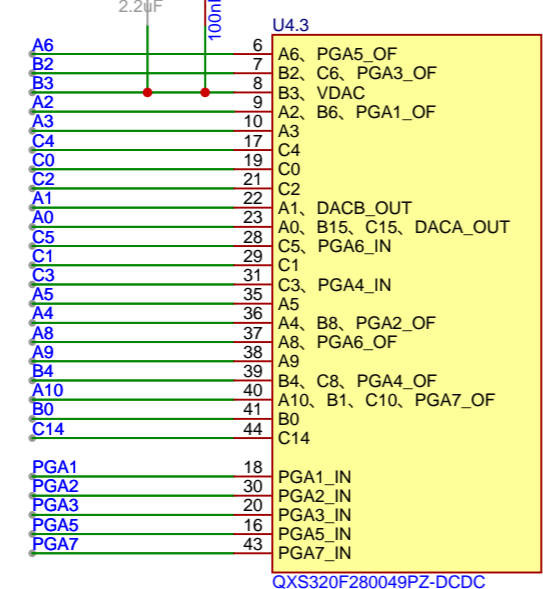 2.2uF
100nF
U4.3
A6 6 A6、PGA5_OF
B2 7 B2、C6、PGA3_OF
B3 8 B3、VDAC
A2 9 A2、B6、PGA1_OF
A3 10 A3
C4 17 C4
C0 19 C0
C2 21 C2
A1 22 A1、DACB_OUT
A0 23 A0、B15、C15、DACA_OUT
C5 28 C5、PGA6_IN
C1 29 C1
C3 31 C3、PGA4_IN
A5 35 A5
A4 36 A4、B8、PGA2_OF
A8 37 A8、PGA6_OF
A9 38 A9
B4 39 B4、C8、PGA4_OF
A10 40 A10、B1、C10、PGA7_OF
B0 41 B0
C14 44 C14
PGA1 18 PGA1_IN
PGA2 30 PGA2_IN
PGA3 20 PGA3_IN
PGA5 16 PGA5_IN
PGA7 43 PGA7_IN
QXS320F280049PZ-DCDC